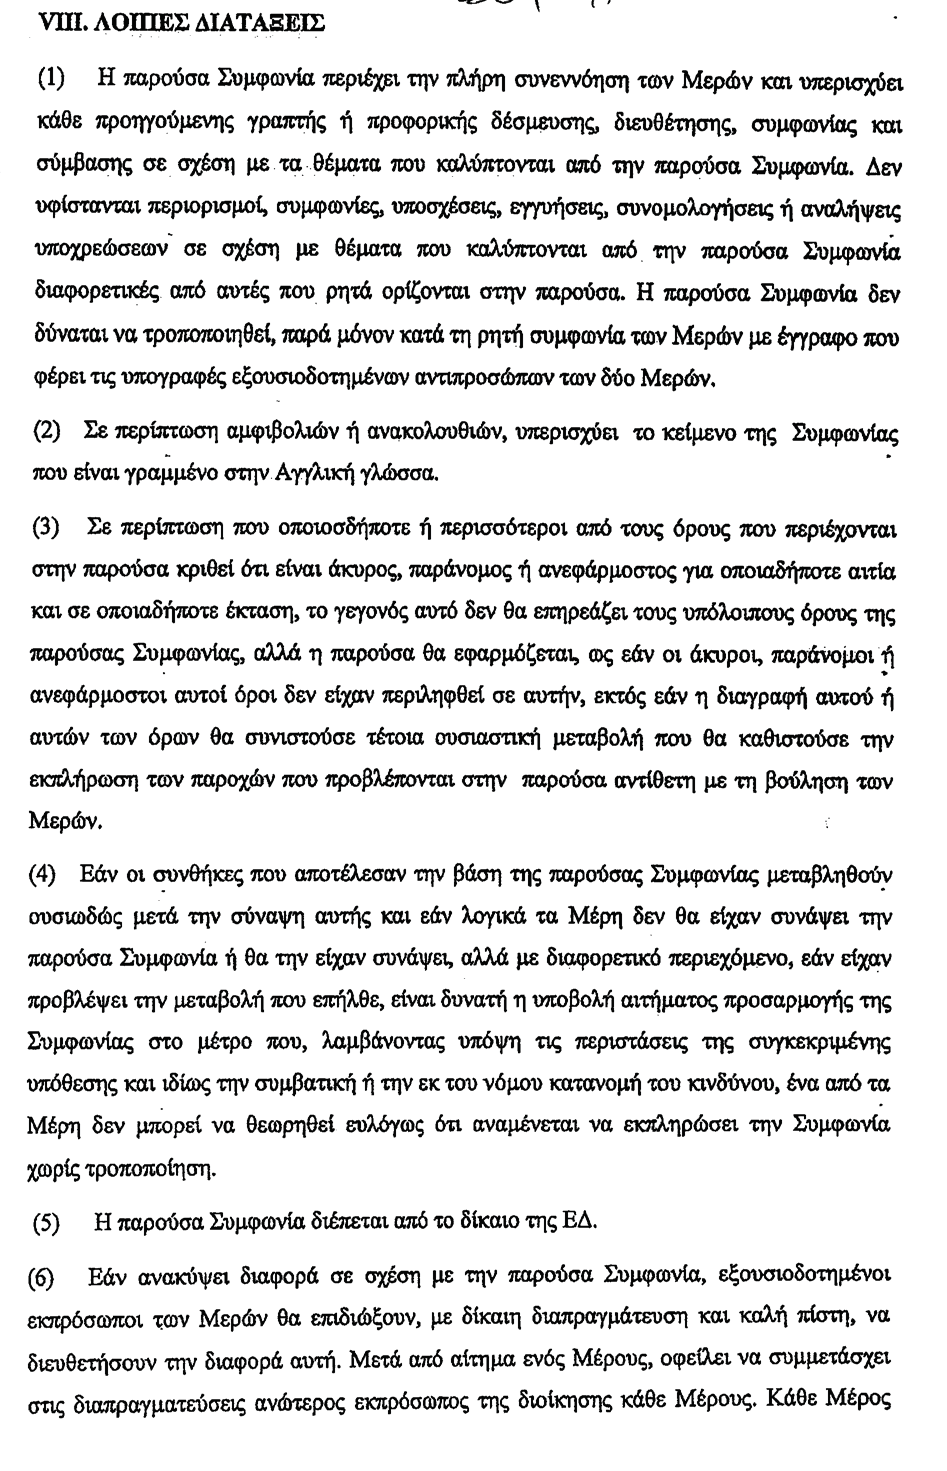 VIII. ΛΟΙΠΕΣ ΔΙΑΤΑΞΕΙΣ
(1) Η παρούσα Συμφωνία περιέχει την πλήρη συνεννόηση των Μερών και υπερισχύει
κάθε προηγούμενης γραπτής ή προφορικής δέσμευσης, διευθέτησης, συμφωνίας και
σύμβασης σε σχέση με τα θέματα που καλύπτονται από την παρούσα Συμφωνία. Δεν
υφίστανται περιορισμοί, συμφωνίες, υποσχέσεις, εγγυήσεις, συνομολογήσεις ή αναλήψεις
υποχρεώσεων σε σχέση με θέματα που καλύπτονται από την παρούσα Συμφωνία
διαφορετικές από αυτές που ρητά ορίζονται στην παρούσα. Η παρούσα Συμφωνία δεν
δύναται να τροποποιηθεί, παρά μόνον κατά τη ρητή συμφωνία των Μερών με έγγραφο που
φέρει τις υπογραφές εξουσιοδοτημένων αντιπροσώπων των δύο Μερών.
(2) Σε περίπτωση αμφιβολιών ή ανακολουθιών, υπερισχύει το κείμενο της Συμφωνίας
που είναι γραμμένο στην Αγγλική γλώσσα.
(3) Σε περίπτωση που οποιοσδήποτε ή περισσότεροι από τους όρους που περιέχονται
στην παρούσα κριθεί ότι είναι άκυρος, παράνομος ή ανεφάρμοστος για οποιαδήποτε αιτία
και σε οποιαδήποτε έκταση, το γεγονός αυτό δεν θα επηρεάζει τους υπόλοιπους όρους της
παρούσας Συμφωνίας, αλλά η παρούσα θα εφαρμόζεται, ως εάν οι άκυροι, παράνομοι ή
ανεφάρμοστοι αυτοί όροι δεν είχαν περιληφθεί σε αυτήν, εκτός εάν η διαγραφή αυτού ή
αυτών των όρων θα συνιστούσε τέτοια ουσιαστική μεταβολή που θα καθιστούσε την
εκπλήρωση των παροχών που προβλέπονται στην παρούσα αντίθετη με τη βούληση των
Μερών.
(4) Εάν οι συνθήκες που αποτέλεσαν την βάση της παρούσας Συμφωνίας μεταβληθούν
ουσιωδώς μετά την σύναψη αυτής και εάν λογικά τα Μέρη δεν θα είχαν συνάψει την
παρούσα Συμφωνία ή θα την είχαν συνάψει, αλλά με διαφορετικό περιεχόμενο, εάν είχαν
προβλέψει την μεταβολή που επήλθε, είναι δυνατή η υποβολή αιτήματος προσαρμογής της
Συμφωνίας στο μέτρο που, λαμβάνοντας υπόψη τις περιστάσεις της συγκεκριμένης
υπόθεσης και ιδίως την συμβατική ή την εκ του νόμου κατανομή του κινδύνου, ένα από τα
Μέρη δεν μπορεί να θεωρηθεί ευλόγως ότι αναμένεται να εκπληρώσει την Συμφωνία
χωρίς τροποποίηση.
(5) Η παρούσα Συμφωνία διέπεται από το δίκαιο της ΕΔ.
(6) Εάν ανακύψει διαφορά σε σχέση με την παρούσα Συμφωνία, εξουσιοδοτημένοι
εκπρόσωποι των Μερών θα επιδιώξουν, με δίκαιη διαπραγμάτευση και καλή πίστη, να
διευθετήσουν την διαφορά αυτή. Μετά από αίτημα ενός Μέρους, οφείλει να συμμετάσχει
στις διαπραγματεύσεις ανώτερος εκπρόσωπος της διοίκησης κάθε Μέρους. Κάθε Μέρος